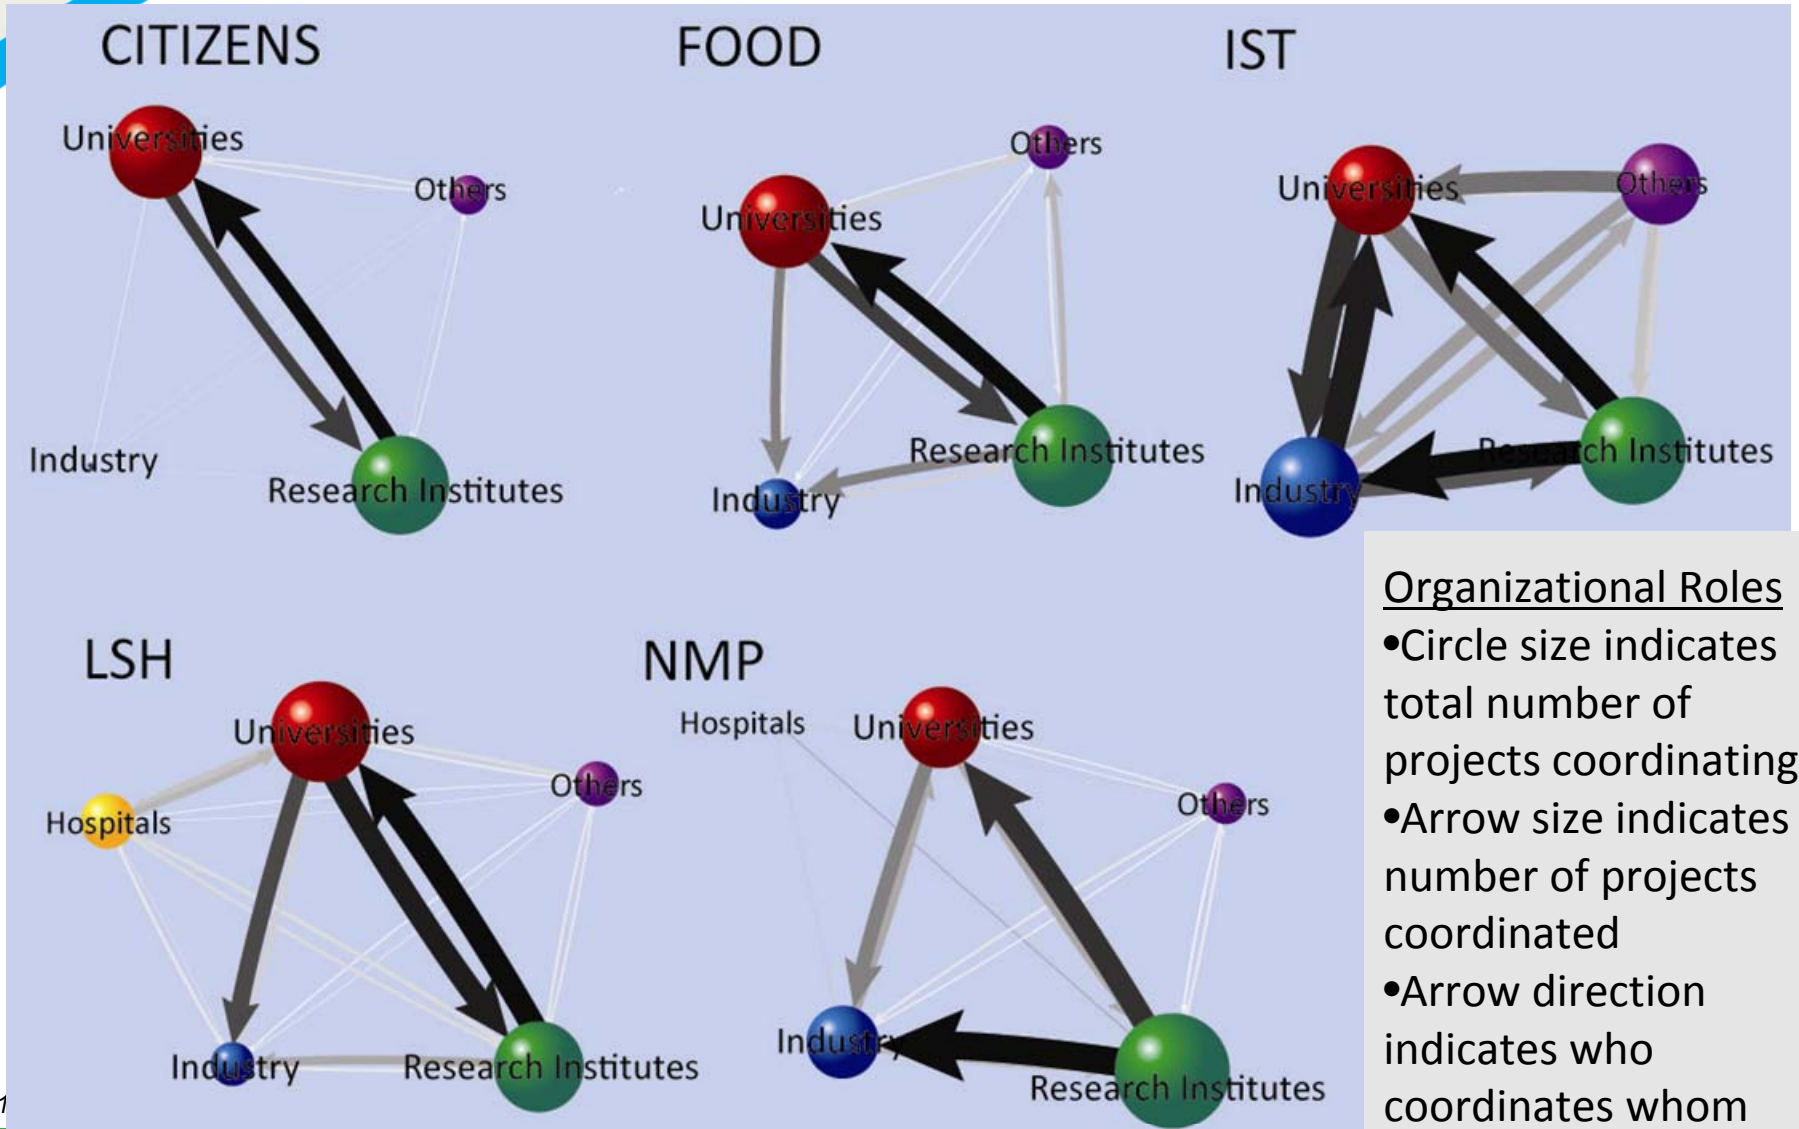 CITIZENS
Universities
Others
Industry
Research Institutes
FOOD
Others
Universities
Research Institutes
Industry
IST
Universities
Others
Research Institutes
Industry
LSH
Universities
Others
Hospitals
Industry
Research Institutes
NMP
Hospitals
Universities
Others
Industry
Research Institutes
Organizational Roles
•Circle size indicates
total number of
projects coordinating
•Arrow size indicates
number of projects
coordinated
•Arrow direction
indicates who
coordinates whom